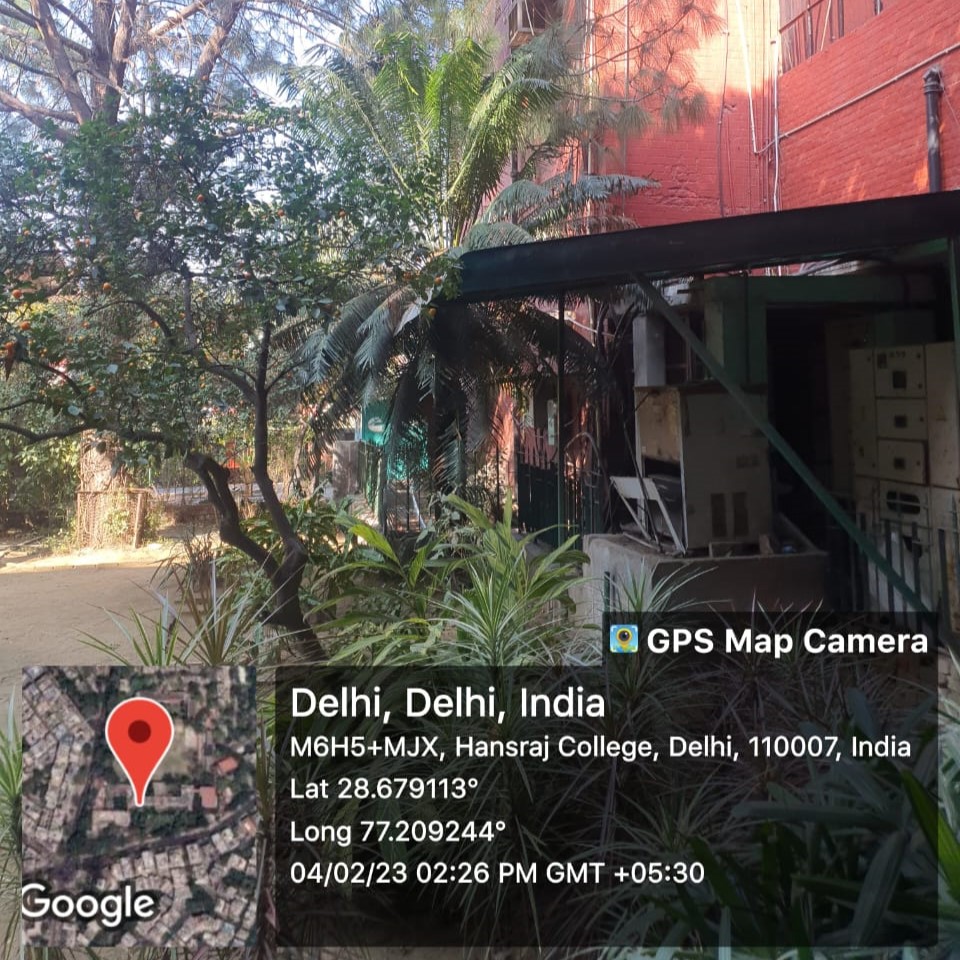 GPS Map Camera
Delhi, Delhi, India
M6H5+MJX, Hansraj College, Delhi, 110007, India
Lat 28.679113°
Long 77.209244°
04/02/23 02:26 PM GMT +05:30
Google